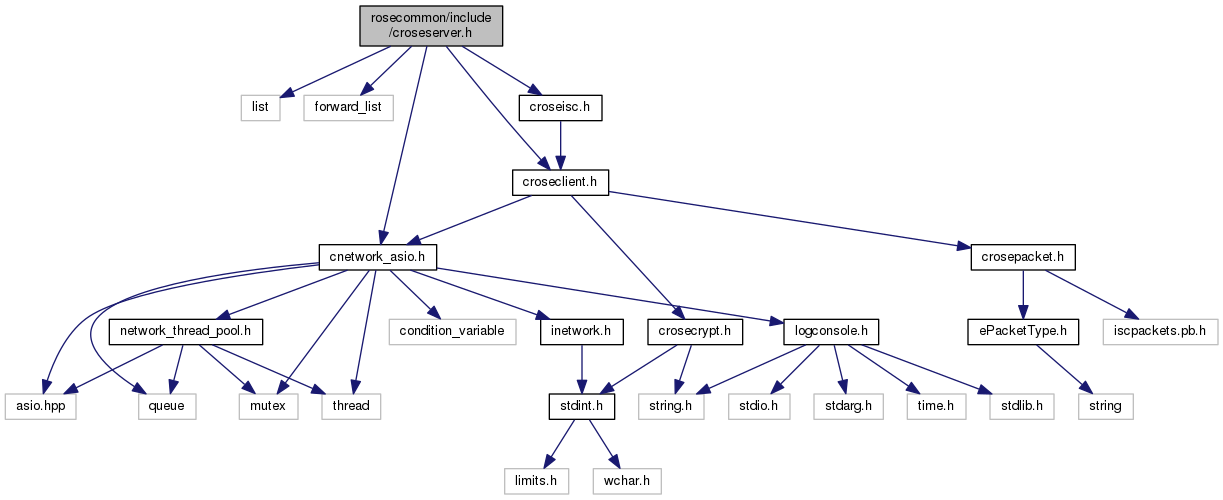 rosecommon/include
/croseserver.h
list
forward_list
croseisc.h
croseclient.h
cnetwork_asio.h
crosepacket.h
network_thread_pool.h
condition_variable
inetwork.h
crosecrypt.h
logconsole.h
ePacketType.h
iscpackets.pb.h
asio.hpp
queue
mutex
thread
stdint.h
string.h
stdio.h
stdarg.h
time.h
stdlib.h
string
limits.h
wchar.h